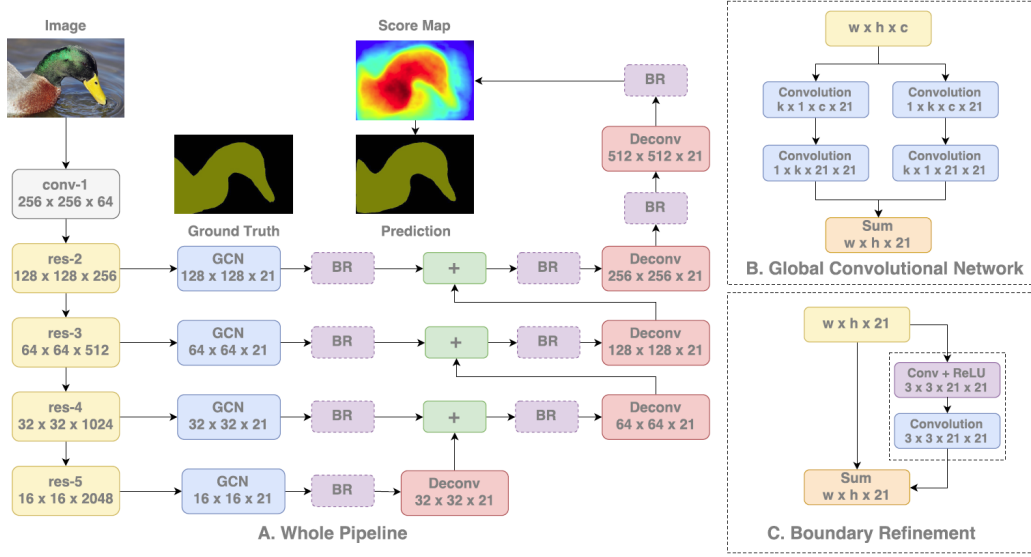 Image
Score Map
BR
Deconv
512 x 512 x 21
conv-1
256 x 256 x 64
BR
Ground Truth
Prediction
res-2
128 x 128 x 256
GCN
128 x 128 x 21
BR
+
BR
Deconv
256 x 256 x 21
res-3
64 x 64 x 512
GCN
64 x 64 x 21
BR
+
BR
Deconv
128 x 128 x 21
res-4
32 x 32 x 1024
GCN
32 x 32 x 21
BR
+
BR
Deconv
64 x 64 x 21
res-5
16 x 16 x 2048
GCN
16 x 16 x 21
BR
Deconv
32 x 32 x 21
A. Whole Pipeline
w x h x c
Convolution
k x 1 x c x 21
Convolution
1 x k x c x 21
Convolution
1 x k x 21 x 21
Convolution
k x 1 x 21 x 21
Sum
w x h x 21
B. Global Convolutional Network
w x h x 21
Conv + ReLU
3 x 3 x 21 x 21
Convolution
3 x 3 x 21 x 21
Sum
w x h x 21
C. Boundary Refinement